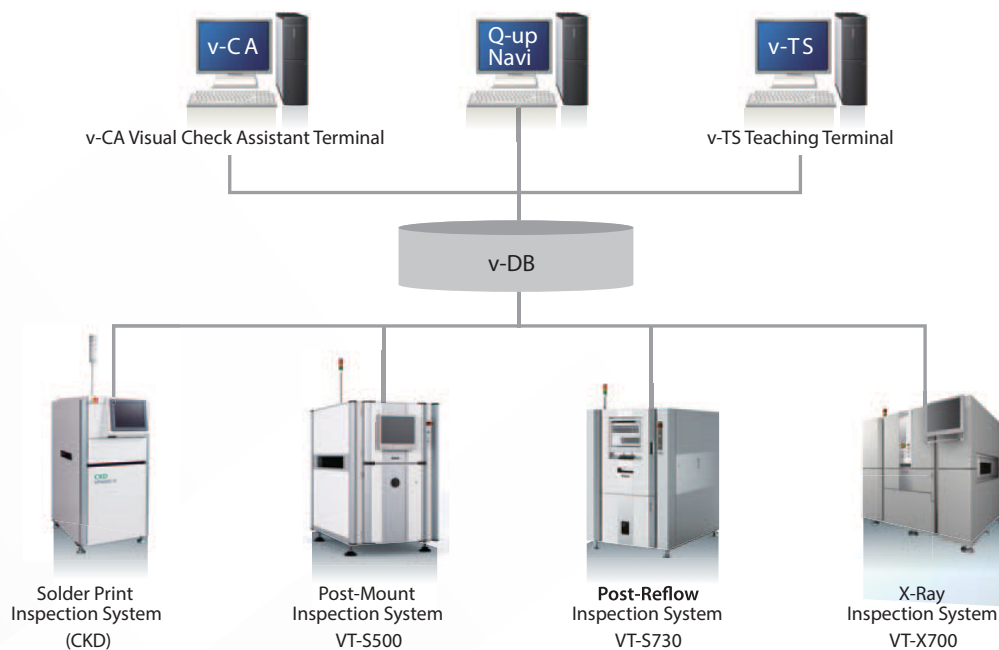 v-CA
Q-up
Navi
v-TS
v-CA Visual Check Assistant Terminal
v-TS Teaching Terminal
v-DB
CKD
Solder Print
Inspection System
(CKD)
Post-Mount
Inspection System
VT-S500
Post-Reflow
Inspection System
VT-S730
X-Ray
Inspection System
VT-X700